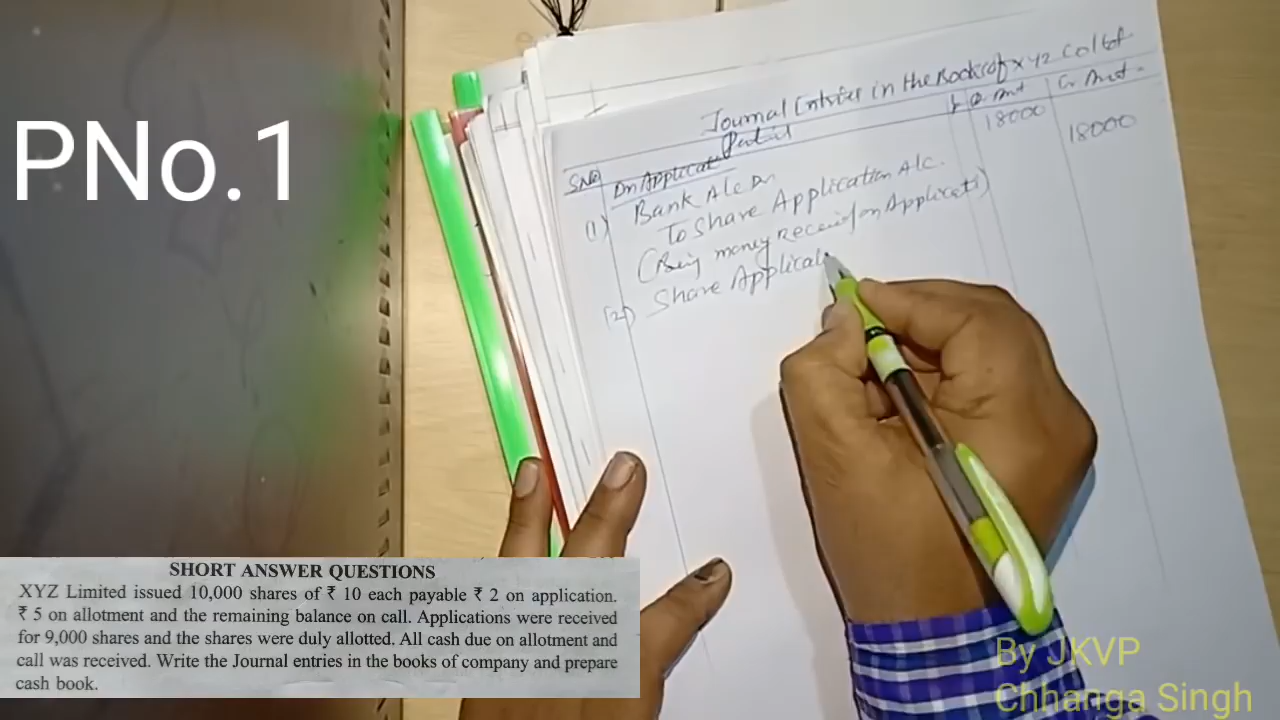 PNo.1
Journal Entries in the Books of XYZ Co Ltd
SNo Particul Dr. Amt Cr. Amt
On Applicat
(1) Bank A/c Dr 18000
To Share Application A/c. 18000
(Being money received on Applicati)
(2) Share Applicat
SHORT ANSWER QUESTIONS
XYZ Limited issued 10,000 shares of ₹ 10 each payable ₹ 2 on application.
₹ 5 on allotment and the remaining balance on call. Applications were received
for 9,000 shares and the shares were duly allotted. All cash due on allotment and
call was received. Write the Journal entries in the books of company and prepare
cash book.
By JKVP
Chhanga Singh